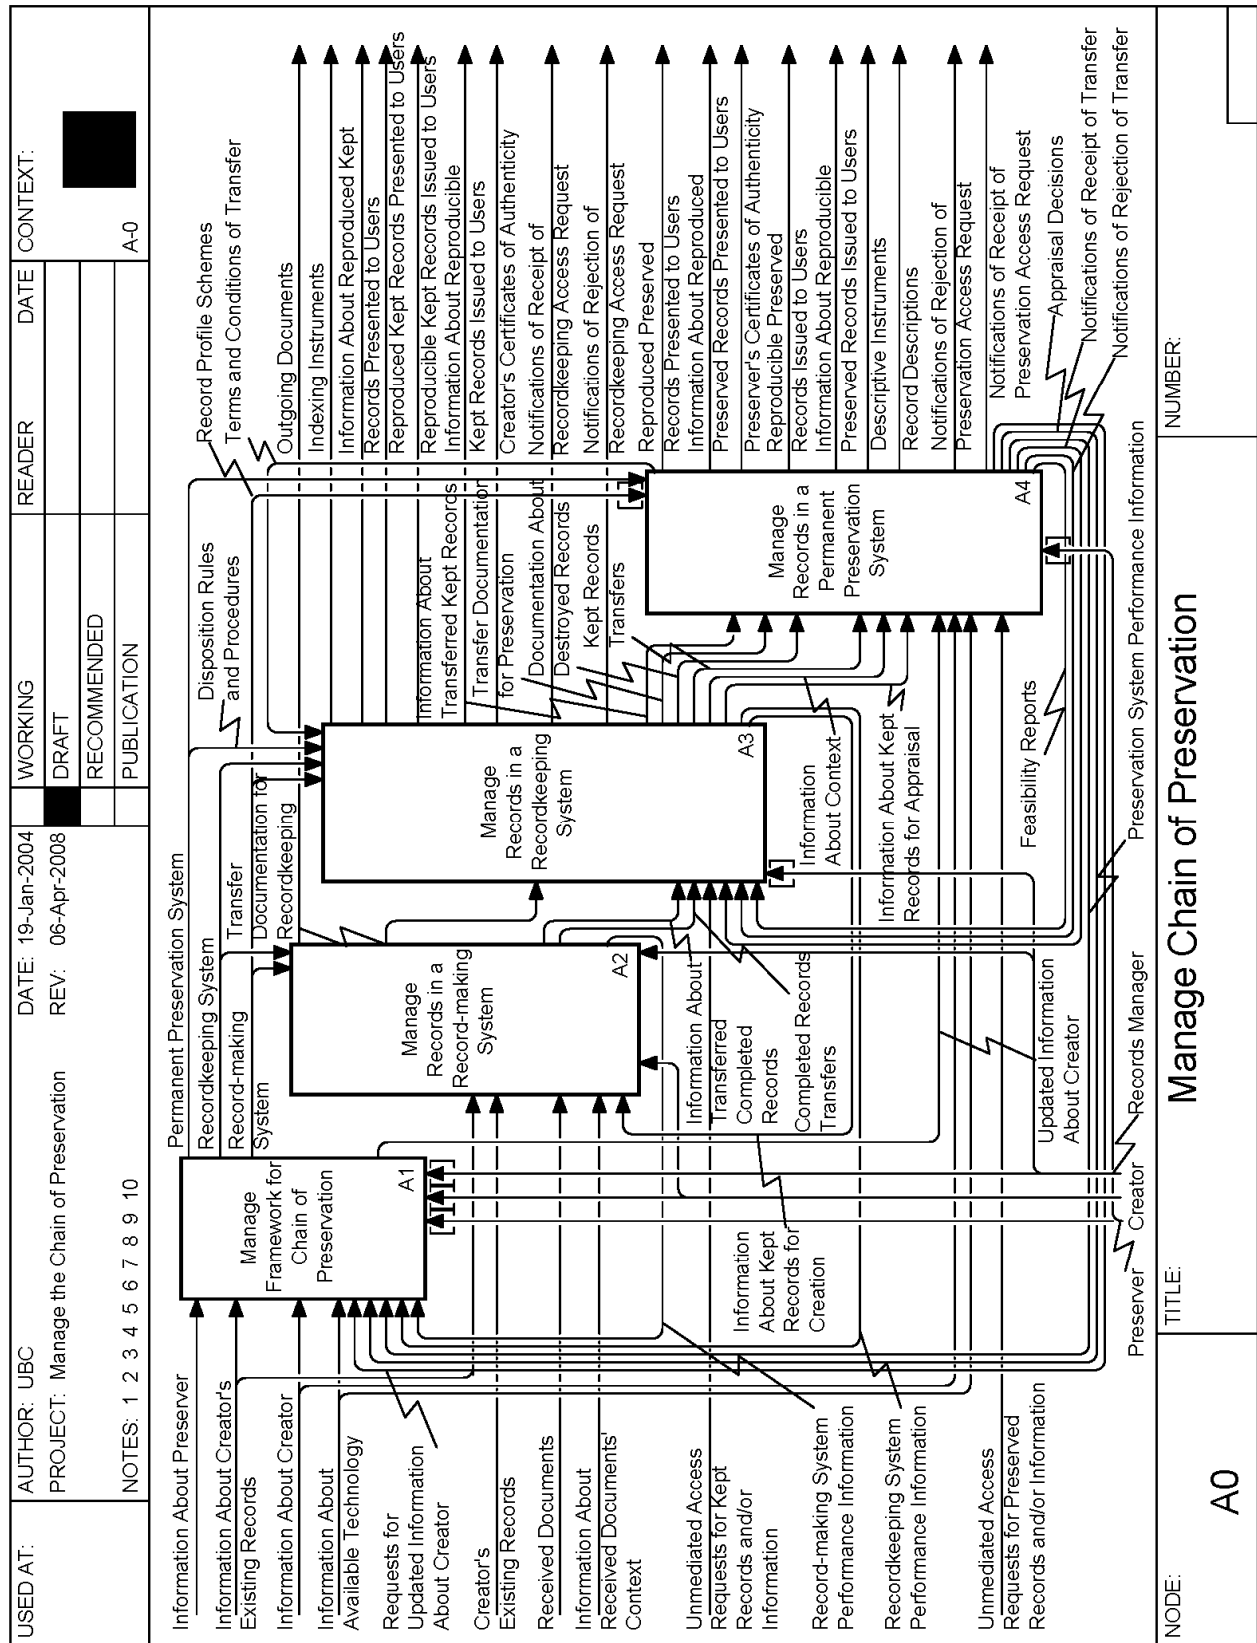 USED AT:
AUTHOR: UBC
DATE: 19-Jan-2004
WORKING
READER
DATE
CONTEXT:
PROJECT: Manage the Chain of Preservation
REV: 06-Apr-2008
DRAFT
RECOMMENDED
NOTES: 1 2 3 4 5 6 7 8 9 10
PUBLICATION
A-0
Information About Preserver
Information About Creator's
Existing Records
Information About Creator
Information About
Available Technology
Requests for
Updated Information
About Creator
Creator's
Existing Records
Received Documents
Information About
Received Documents'
Context
Unmediated Access
Requests for Kept
Records and/or
Information
Record-making System
Performance Information
Recordkeeping System
Performance Information
Unmediated Access
Requests for Preserved
Records and/or Information
Manage
Framework for
Chain of
Preservation
A1
Permanent Preservation System
Recordkeeping System
Record-making
System
Manage
Records in a
Record-making
System
A2
Transfer
Documentation for
Recordkeeping
Disposition Rules
and Procedures
Record Profile Schemes
Terms and Conditions of Transfer
Manage
Records in a
Recordkeeping
System
A3
Information About
Transferred
Completed
Records
Completed Records
Transfers
Information
About Kept
Records for
Creation
Information About
Transferred Kept Records
Transfer Documentation
for Preservation
Documentation About
Destroyed Records
Kept Records
Transfers
Information
About Context
Information About Kept
Records for Appraisal
Manage
Records in a
Permanent
Preservation
System
A4
Outgoing Documents
Indexing Instruments
Information About Reproduced Kept
Records Presented to Users
Reproduced Kept Records Presented to Users
Reproducible Kept Records Issued to Users
Information About Reproducible
Kept Records Issued to Users
Creator's Certificates of Authenticity
Notifications of Receipt of
Recordkeeping Access Request
Notifications of Rejection of
Recordkeeping Access Request
Reproduced Preserved
Records Presented to Users
Information About Reproduced
Preserved Records Presented to Users
Preserver's Certificates of Authenticity
Reproducible Preserved
Records Issued to Users
Information About Reproducible
Preserved Records Issued to Users
Descriptive Instruments
Record Descriptions
Notifications of Rejection of
Preservation Access Request
Notifications of Receipt of
Preservation Access Request
Appraisal Decisions
Notifications of Receipt of Transfer
Notifications of Rejection of Transfer
Feasibility Reports
Updated Information
About Creator
Preservation System Performance Information
Preserver
Creator
Records Manager
NODE:
A0
TITLE:
Manage Chain of Preservation
NUMBER: